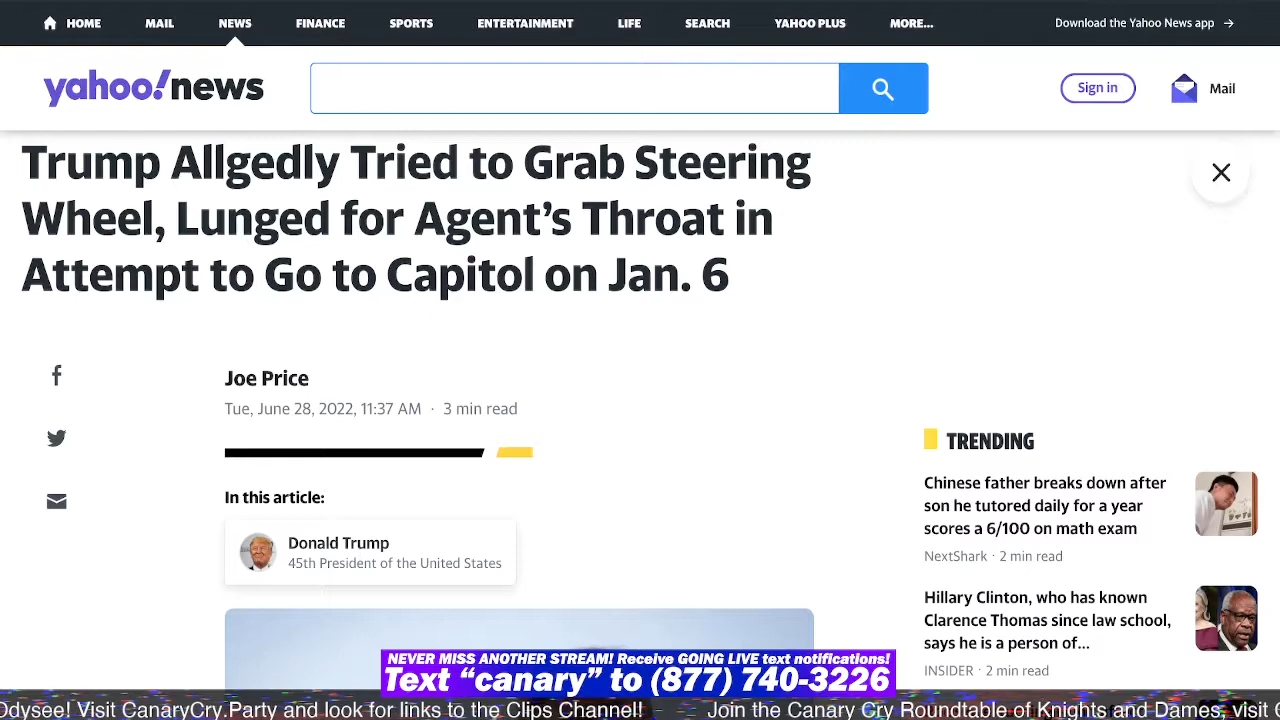 HOME MAIL NEWS FINANCE SPORTS ENTERTAINMENT LIFE SEARCH YAHOO PLUS MORE... Download the Yahoo News app →
yahoo!news
Sign in
Mail
Trump Allgedly Tried to Grab Steering
Wheel, Lunged for Agent’s Throat in
Attempt to Go to Capitol on Jan. 6
Joe Price
Tue, June 28, 2022, 11:37 AM · 3 min read
In this article:
Donald Trump
45th President of the United States
TRENDING
Chinese father breaks down after
son he tutored daily for a year
scores a 6/100 on math exam
NextShark · 2 min read
Hillary Clinton, who has known
Clarence Thomas since law school,
says he is a person of...
INSIDER · 2 min read
NEVER MISS ANOTHER STREAM! Receive GOING LIVE text notifications!
Text “canary” to (877) 740-3226
Odysee! Visit CanaryCry.Party and look for links to the Clips Channel! Join the Canary Cry Roundtable of Knights and Dames, visit